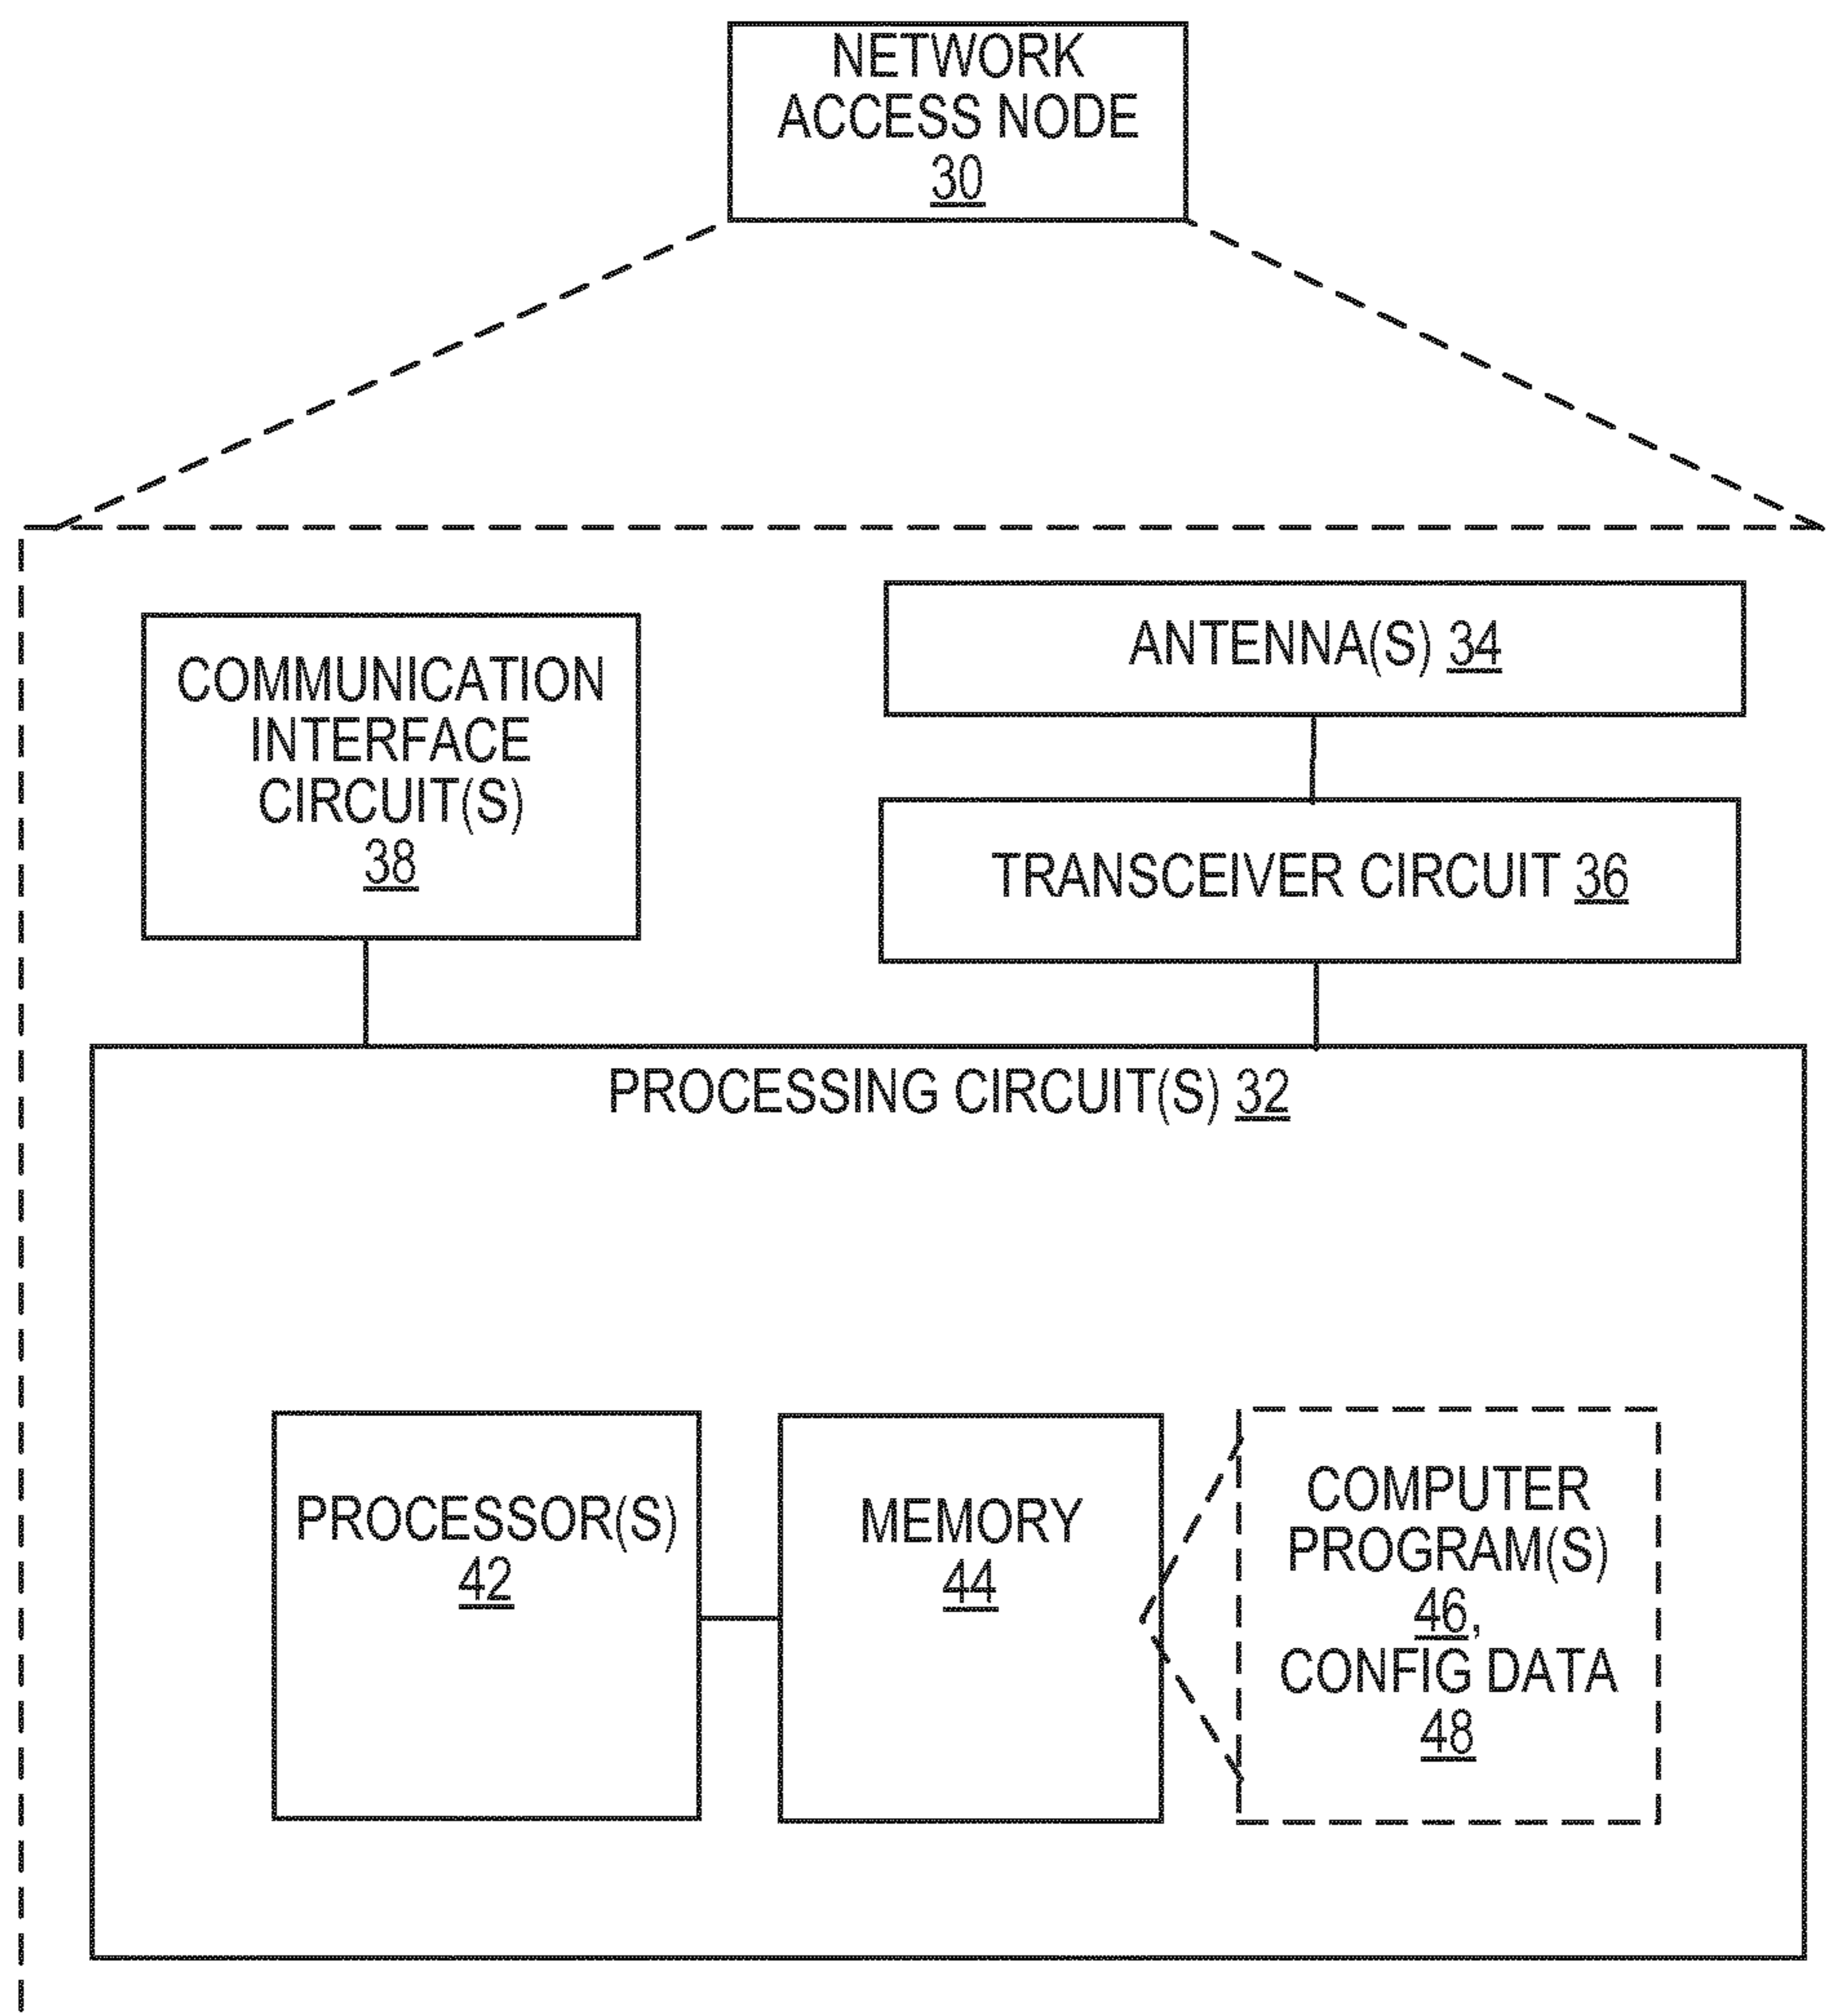 NETWORK
ACCESS NODE
30
COMMUNICATION
INTERFACE
CIRCUIT(S)
38
ANTENNA(S) 34
TRANSCEIVER CIRCUIT 36
PROCESSING CIRCUIT(S) 32
PROCESSOR(S)
42
MEMORY
44
COMPUTER
PROGRAM(S)
46,
CONFIG DATA
48